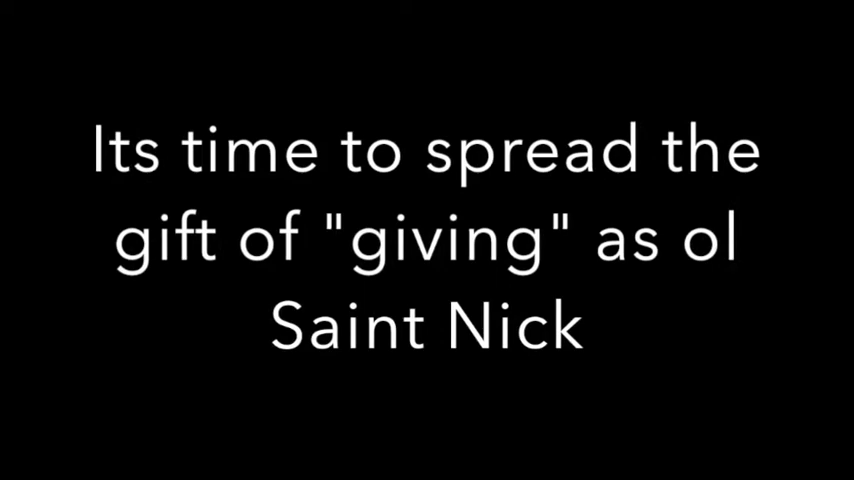 Its time to spread the
gift of "giving" as ol
Saint Nick